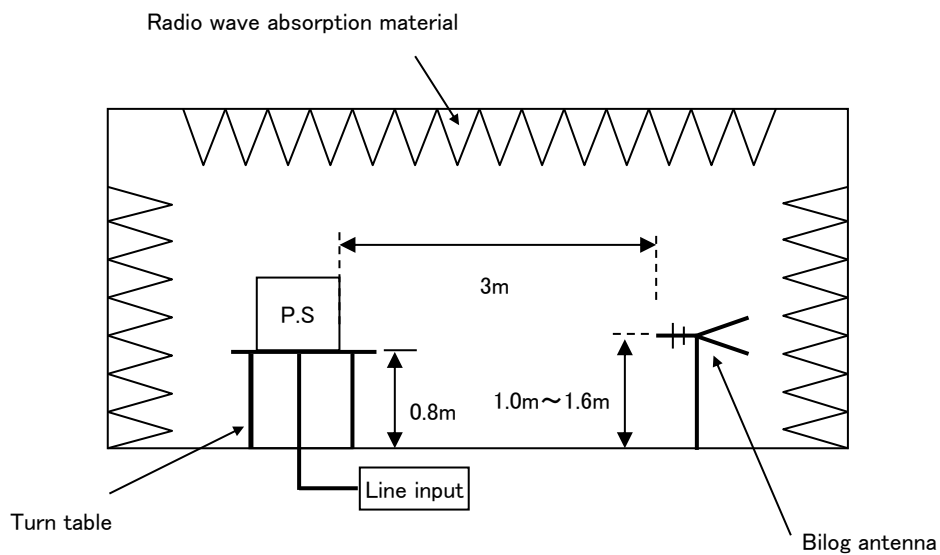 Radio wave absorption material
3m
P.S
0.8m
1.0m～1.6m
Line input
Turn table
Bilog antenna